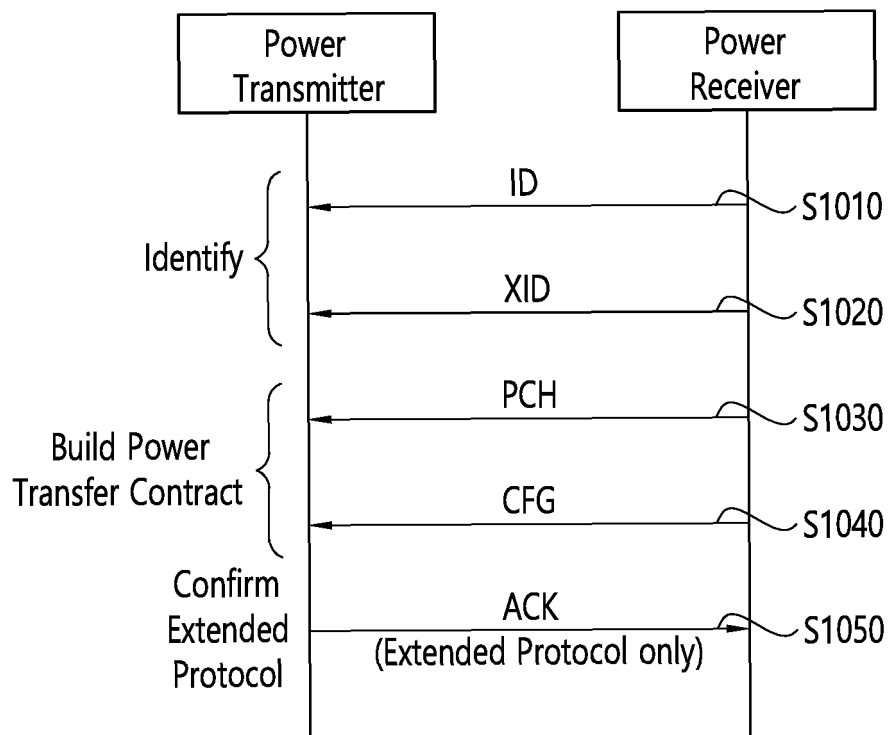 Power
Transmitter
Power
Receiver
ID
S1010
Identify
XID
S1020
PCH
S1030
Build Power
Transfer Contract
CFG
S1040
Confirm
Extended
Protocol
ACK
(Extended Protocol only)
S1050